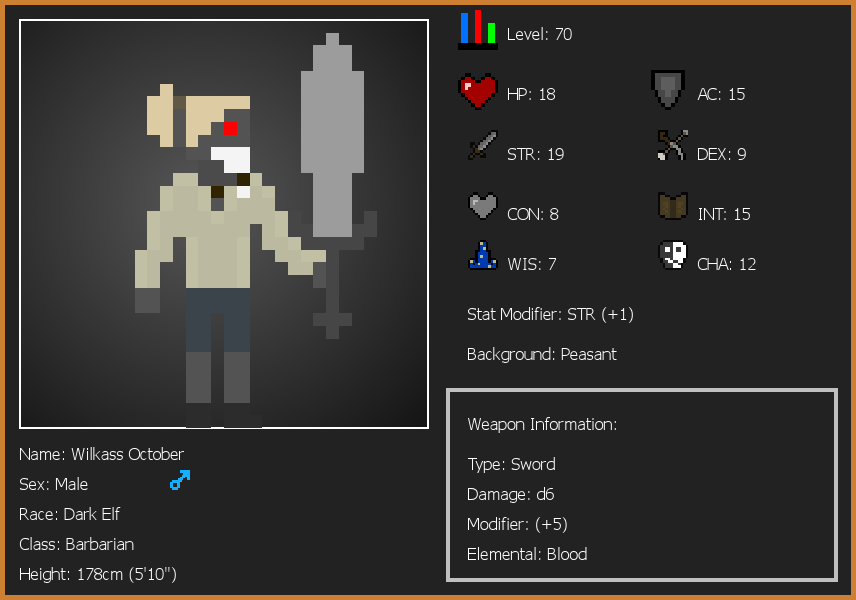 Level: 70
HP: 18
AC: 15
STR: 19
DEX: 9
CON: 8
INT: 15
WIS: 7
CHA: 12
Stat Modifier: STR (+1)
Background: Peasant
Weapon Information:
Type: Sword
Damage: d6
Modifier: (+5)
Elemental: Blood
Name: Wilkass October
Sex: Male
Race: Dark Elf
Class: Barbarian
Height: 178cm (5'10")